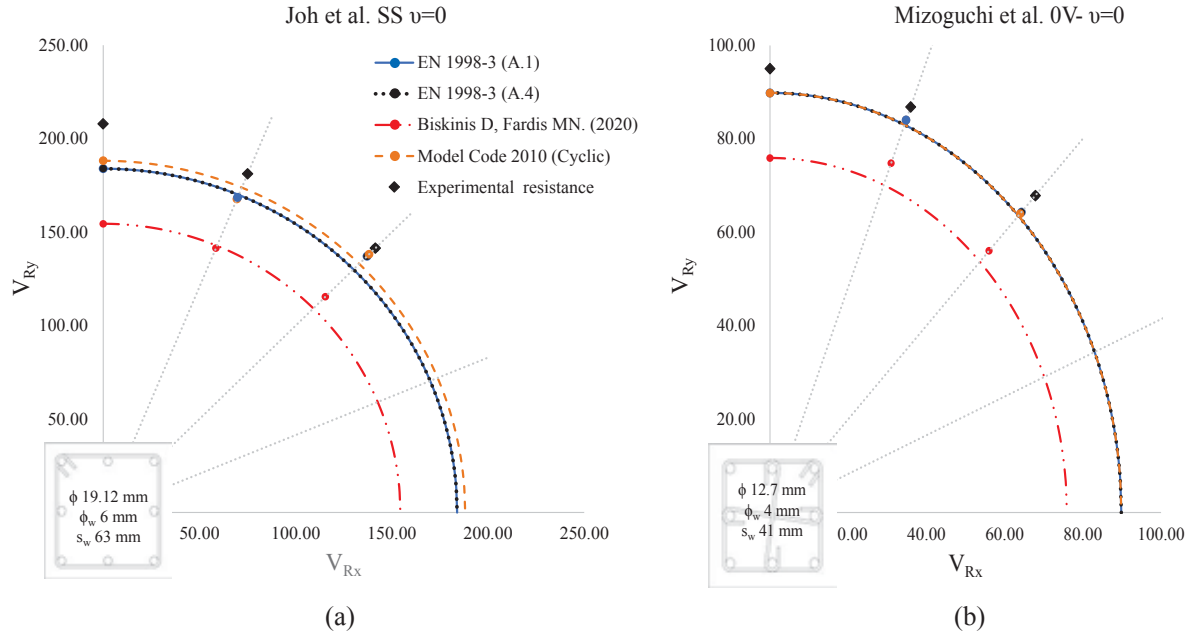 Joh et al. SS υ=0
250.00
200.00
150.00
100.00
50.00
V_Ry
EN 1998-3 (A.1)
EN 1998-3 (A.4)
Biskinis D, Fardis MN. (2020)
Model Code 2010 (Cyclic)
Experimental resistance
ϕ 19.12 mm
ϕ_w 6 mm
s_w 63 mm
50.00 100.00 150.00 200.00 250.00
V_Rx
(a)
Mizoguchi et al. 0V- υ=0
100.00
80.00
60.00
40.00
20.00
V_Ry
ϕ 12.7 mm
ϕ_w 4 mm
s_w 41 mm
0.00 40.00 60.00 80.00 100.00
V_Rx
(b)